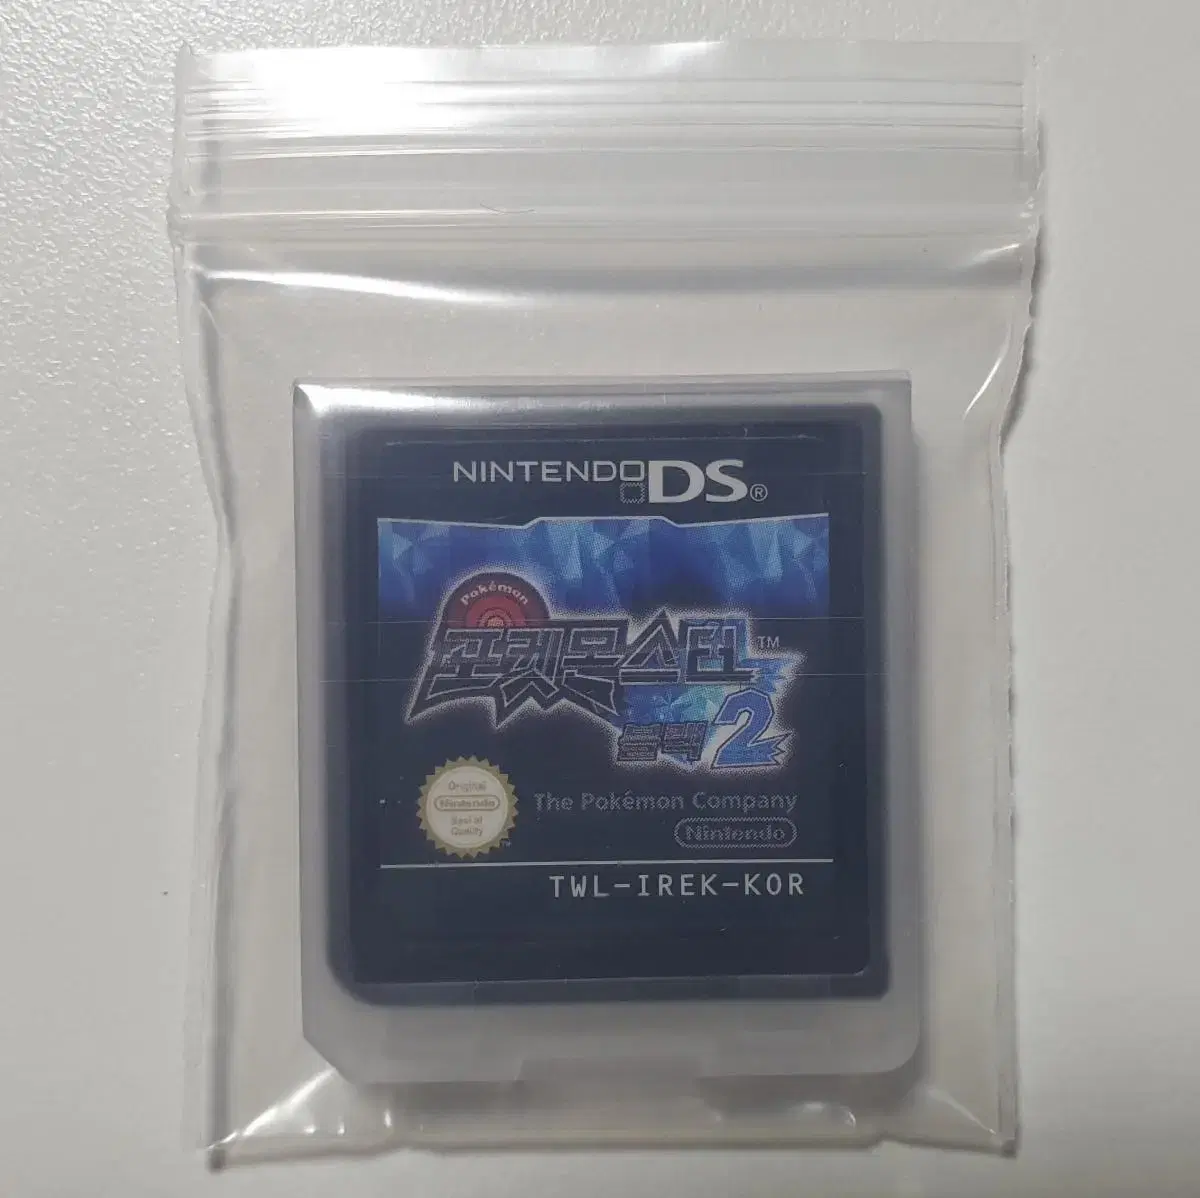 NINTENDO DS®
Pokémon
포켓몬스터™
블랙2
Original
Nintendo
Seal of
Quality
™
The Pokémon Company
Nintendo
TWL-IREK-KOR